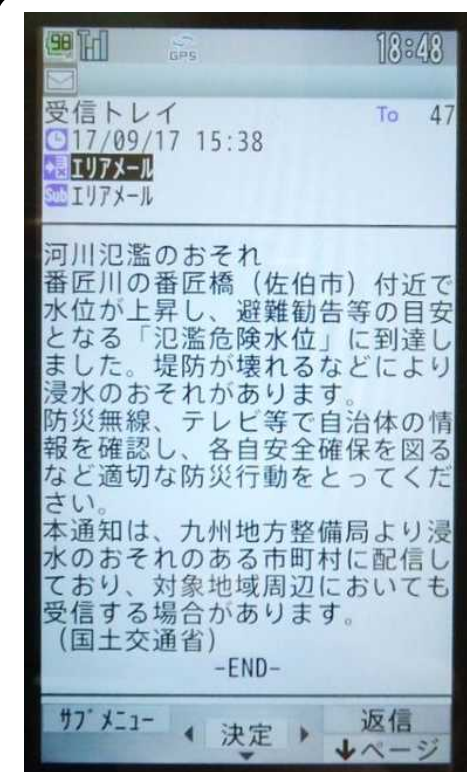 98 GPS 18:48
受信トレイ To 47
17/09/17 15:38
エリアメール
Sub エリアメール
河川氾濫のおそれ
番匠川の番匠橋（佐伯市）付近で
水位が上昇し、避難勧告等の目安
となる「氾濫危険水位」に到達し
ました。堤防が壊れるなどにより
浸水のおそれがあります。
防災無線、テレビ等で自治体の情
報を確認し、各自安全確保を図る
など適切な防災行動をとってくだ
さい。
本通知は、九州地方整備局より浸
水のおそれのある市町村に配信し
ており、対象地域周辺においても
受信する場合があります。
（国土交通省）
-END-
サブメニュー 決定 返信
ページ